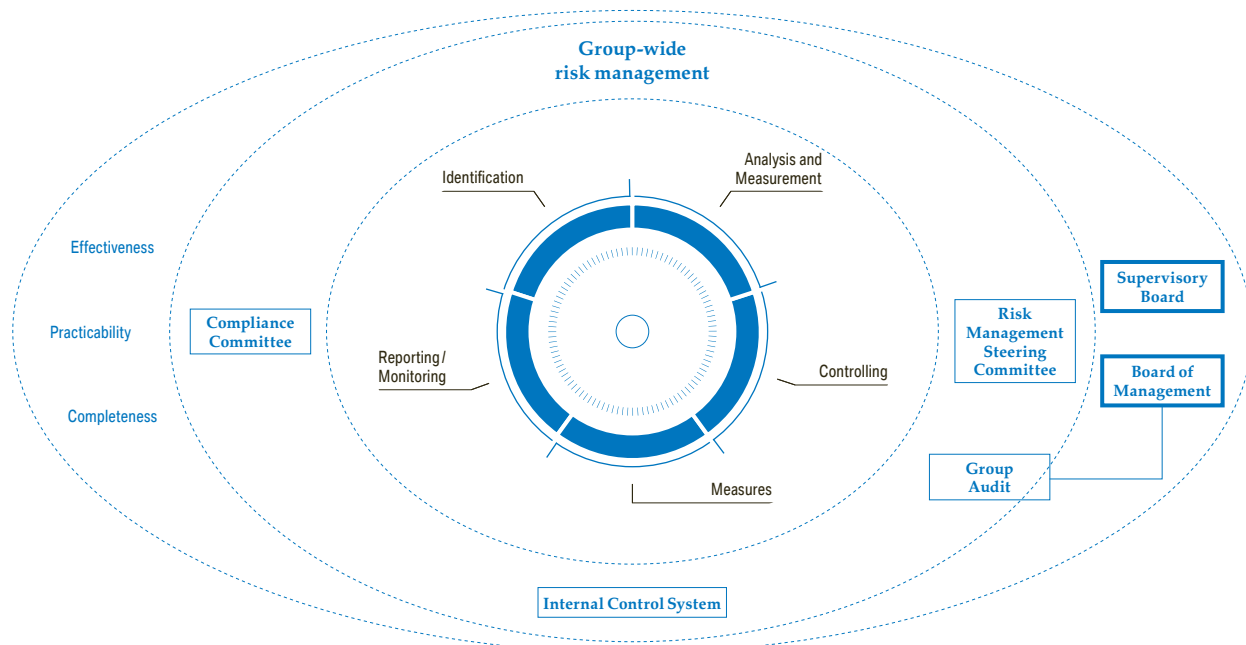 Group-wide
risk management
Identification
Analysis and
Measurement
Effectiveness
Practicability
Completeness
Compliance
Committee
Reporting /
Monitoring
Controlling
Measures
Risk
Management
Steering
Committee
Supervisory
Board
Board of
Management
Group
Audit
Internal Control System